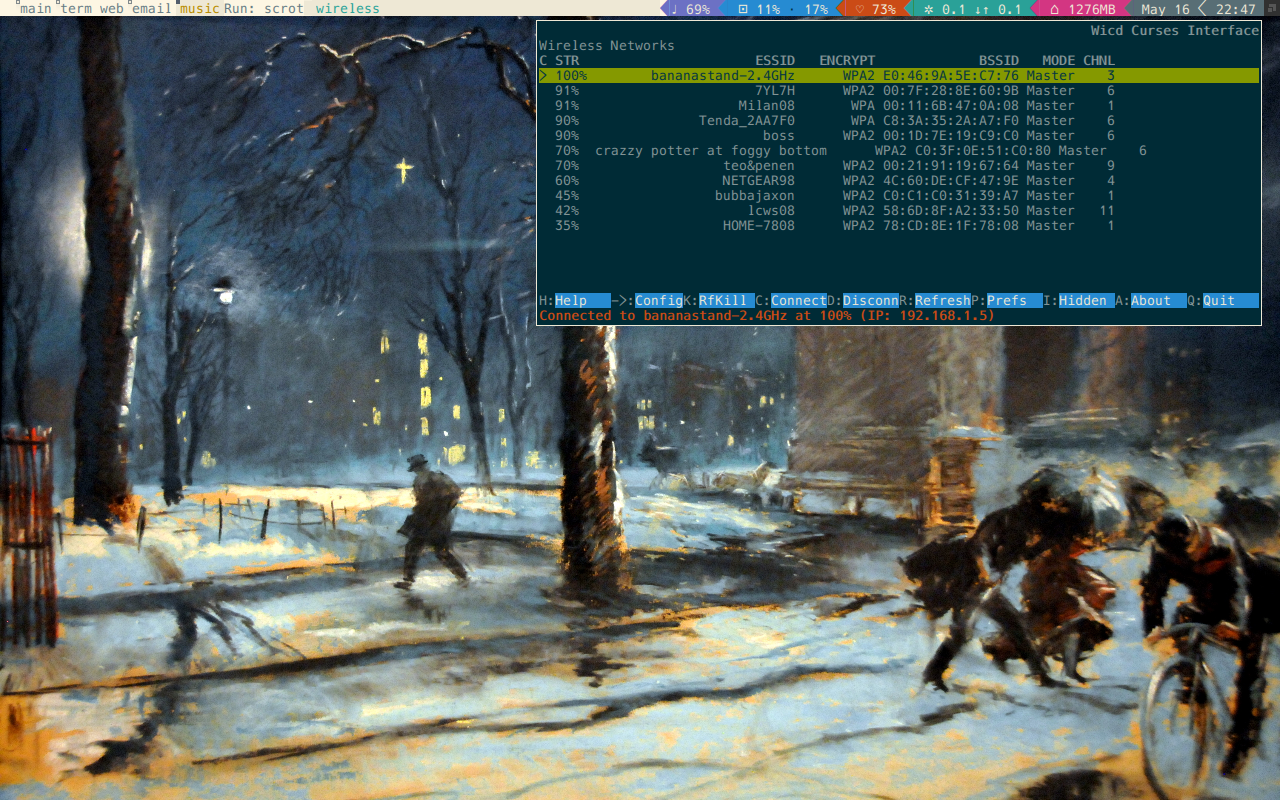 main term web email music Run: scrot wireless ♩ 69% ⊡ 11% · 17% ♡ 73% ✲ 0.1 ↓↑ 0.1 ⌂ 1276MB May 16 22:47
Wicd Curses Interface
Wireless Networks
C STR ESSID ENCRYPT BSSID MODE CHNL
> 100% bananastand-2.4GHz WPA2 E0:46:9A:5E:C7:76 Master 3
91% 7YL7H WPA2 00:7F:28:8E:60:9B Master 6
91% Milan08 WPA 00:11:6B:47:0A:08 Master 1
90% Tenda_2AA7F0 WPA C8:3A:35:2A:A7:F0 Master 6
90% boss WPA2 00:1D:7E:19:C9:C0 Master 6
70% crazzy potter at foggy bottom WPA2 C0:3F:0E:51:C0:80 Master 6
70% teo&penen WPA2 00:21:91:19:67:64 Master 9
60% NETGEAR98 WPA2 4C:60:DE:CF:47:9E Master 4
45% bubbajaxon WPA2 C0:C1:C0:31:39:A7 Master 1
42% lcws08 WPA2 58:6D:8F:A2:33:50 Master 11
35% HOME-7808 WPA2 78:CD:8E:1F:78:08 Master 1
H:Help ->:Config K:RfKill C:Connect D:Disconn R:Refresh P:Prefs I:Hidden A:About Q:Quit
Connected to bananastand-2.4GHz at 100% (IP: 192.168.1.5)